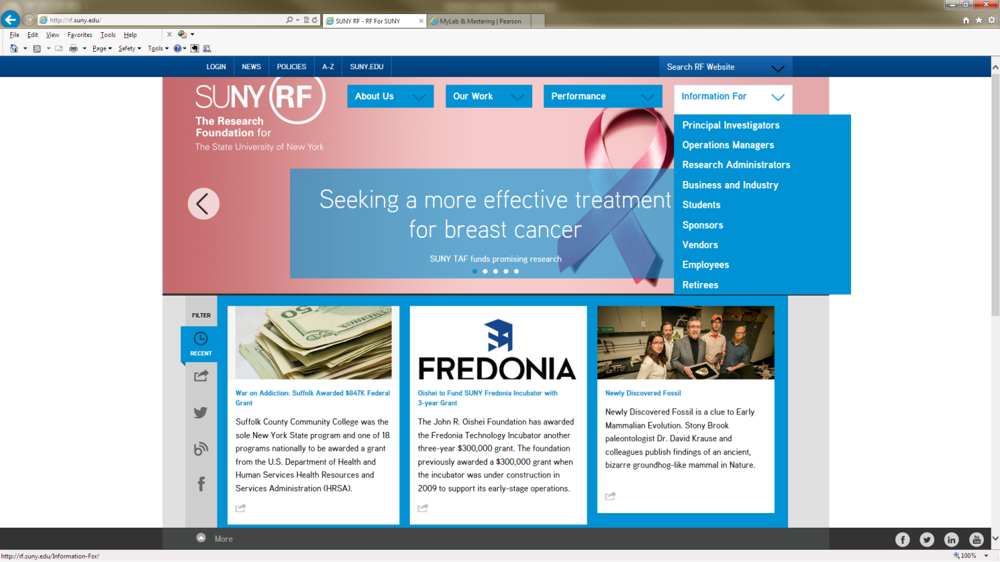 http://rf.suny.edu/
SUNY RF - RF For SUNY
MyLab & Mastering | Pearson
File Edit View Favorites Tools Help
Page Safety Tools
LOGIN NEWS POLICIES A-Z SUNY.EDU
Search RF Website
SUNY RF
The Research
Foundation for
The State University of New York
About Us
Our Work
Performance
Information For
Principal Investigators
Operations Managers
Research Administrators
Business and Industry
Students
Sponsors
Vendors
Employees
Retirees
Seeking a more effective treatment
for breast cancer
SUNY TAF funds promising research
FILTER
RECENT
50
War on Addiction: Suffolk Awarded $847K Federal
Grant
Suffolk County Community College was the
sole New York State program and one of 18
programs nationally to be awarded a grant
from the U.S. Department of Health and
Human Services Health Resources and
Services Administration (HRSA).
FREDONIA
Oishei to Fund SUNY Fredonia Incubator with
3-year Grant
The John R. Oishei Foundation has awarded
the Fredonia Technology Incubator another
three-year $300,000 grant. The foundation
previously awarded a $300,000 grant when
the incubator was under construction in
2009 to support its early-stage operations.
Newly Discovered Fossil
Newly Discovered Fossil is a clue to Early
Mammalian Evolution. Stony Brook
paleontologist Dr. David Krause and
colleagues publish findings of an ancient,
bizarre groundhog-like mammal in Nature.
More
http://rf.suny.edu/Information-For/
100%